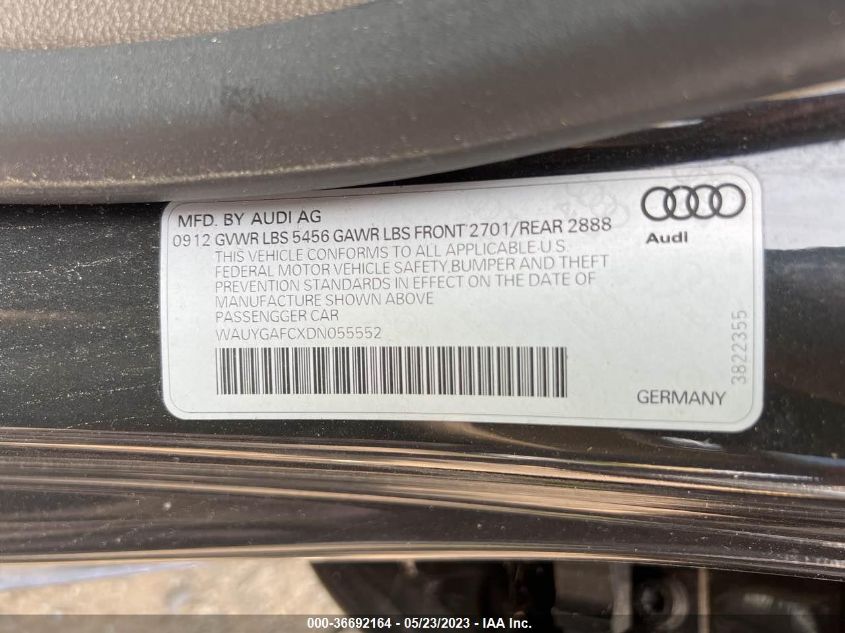 MFD. BY AUDI AG
0912 GVWR LBS 5456 GAWR LBS FRONT 2701/REAR 2888
THIS VEHICLE CONFORMS TO ALL APPLICABLE U.S.
FEDERAL MOTOR VEHICLE SAFETY,BUMPER AND THEFT
PREVENTION STANDARDS IN EFFECT ON THE DATE OF
MANUFACTURE SHOWN ABOVE
PASSENGGER CAR
WAUYGAFCXDN055552
Audi
3822355
GERMANY
000-36692164 - 05/23/2023 - IAA Inc.